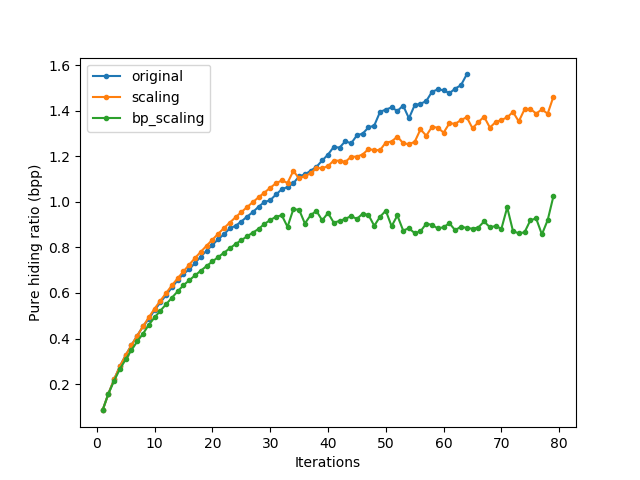 original
scaling
bp_scaling
Pure hiding ratio (bpp)
1.6
1.4
1.2
1.0
0.8
0.6
0.4
0.2
0 10 20 30 40 50 60 70 80
Iterations